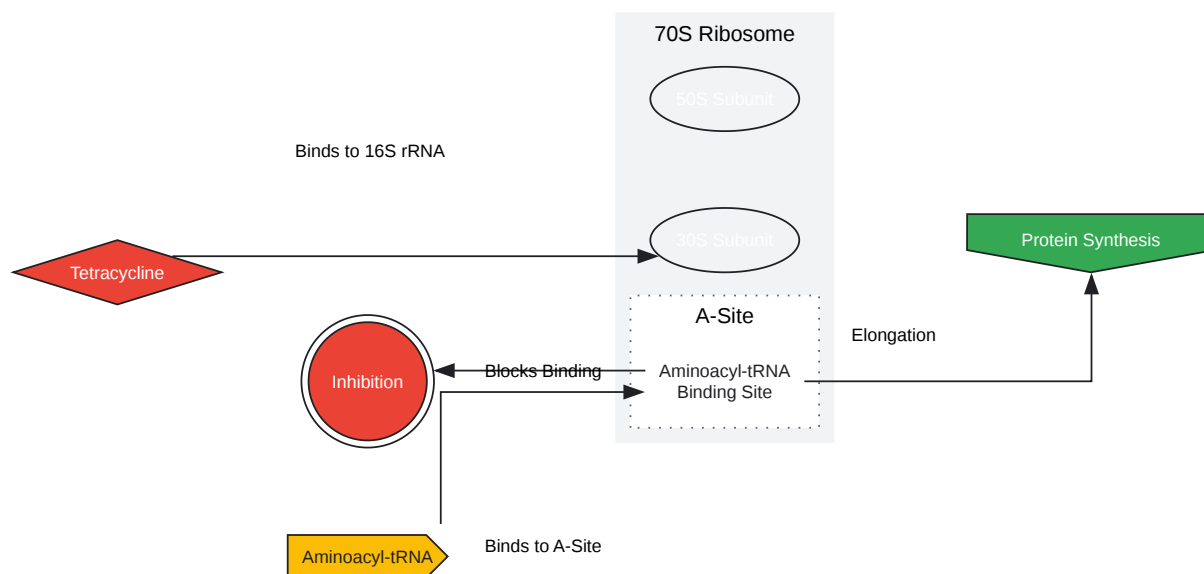 70S Ribosome
50S Subunit
Binds to 16S rRNA
30S Subunit
Protein Synthesis
Tetracycline
A-Site
Elongation
Blocks Binding
Aminoacyl-tRNA
Binding Site
Inhibition
Binds to A-Site
Aminoacyl-tRNA